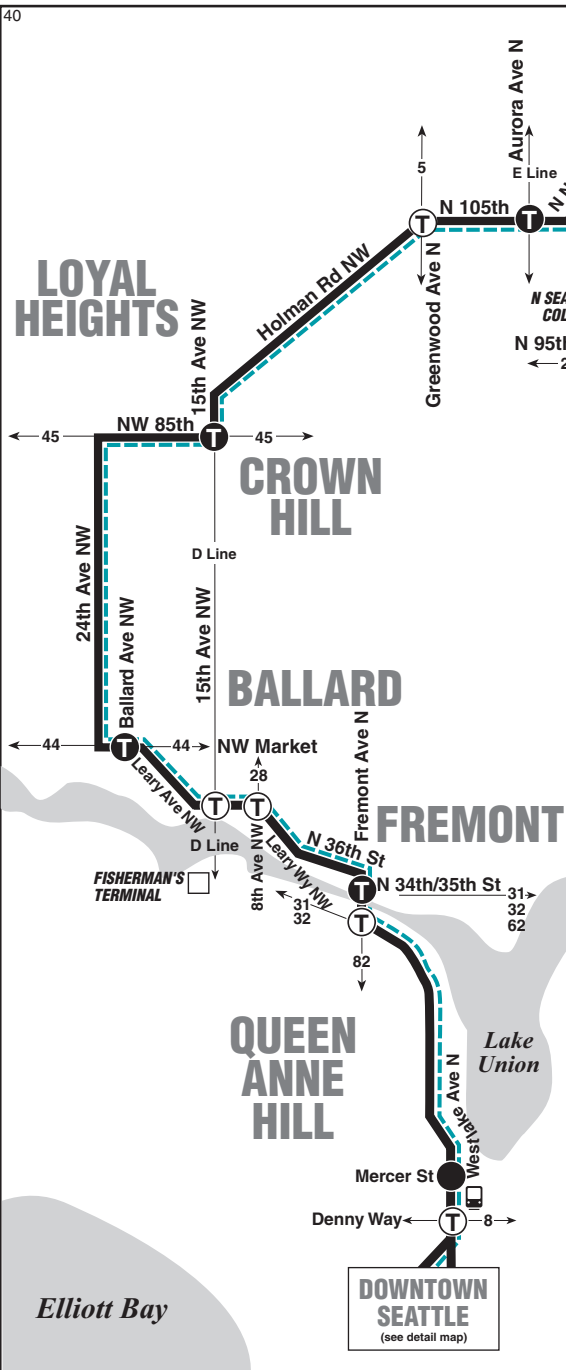 40
Aurora Ave N
5
E Line
N 105th
N N
Holman Rd NW
Greenwood Ave N
LOYAL
HEIGHTS
15th Ave NW
N SEA
COL
N 95th
2
NW 85th
45
45
CROWN
HILL
D Line
24th Ave NW
15th Ave NW
Ballard Ave NW
BALLARD
44
44
NW Market
28
Fremont Ave N
Leary Ave NW
FREMONT
N 36th St
D Line
8th Ave NW
Leary Wy NW
FISHERMAN'S
TERMINAL
N 34th/35th St
31
32
62
31
32
82
QUEEN
ANNE
HILL
Lake
Union
Westlake Ave N
Mercer St
Denny Way
8
DOWNTOWN
SEATTLE
(see detail map)
Elliott Bay
T
T
T
T
T
T
T
T
T